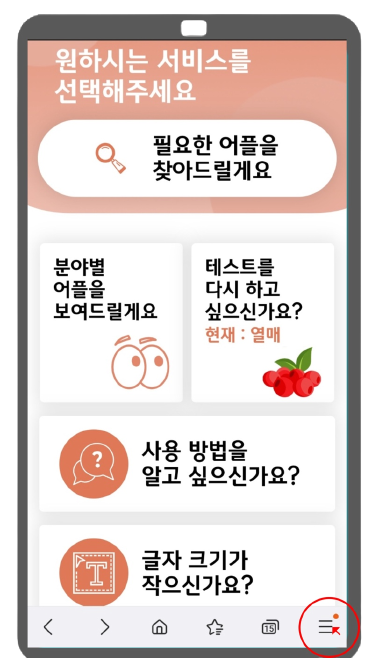 원하시는 서비스를
선택해주세요
필요한 어플을
찾아드릴게요
분야별
어플을
보여드릴게요
테스트를
다시 하고
싶으신가요?
현재 : 열매
?
사용 방법을
알고 싶으신가요?
T
글자 크기가
작으신가요?
15